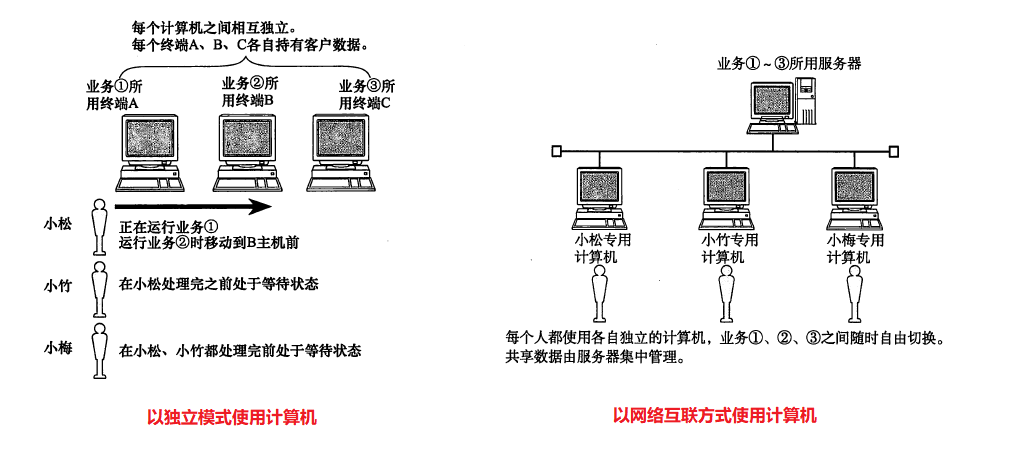 每个计算机之间相互独立。
每个终端A、B、C各自持有客户数据。
业务①所
用终端A
业务②所
用终端B
业务③所
用终端C
小松
正在运行业务①
运行业务②时移动到B主机前
小竹
在小松处理完之前处于等待状态
小梅
在小松、小竹都处理完前处于等待状态
以独立模式使用计算机
业务①~③所用服务器
小松专用
计算机
小竹专用
计算机
小梅专用
计算机
每个人都使用各自独立的计算机，业务①、②、③之间随时自由切换。
共享数据由服务器集中管理。
以网络互联方式使用计算机